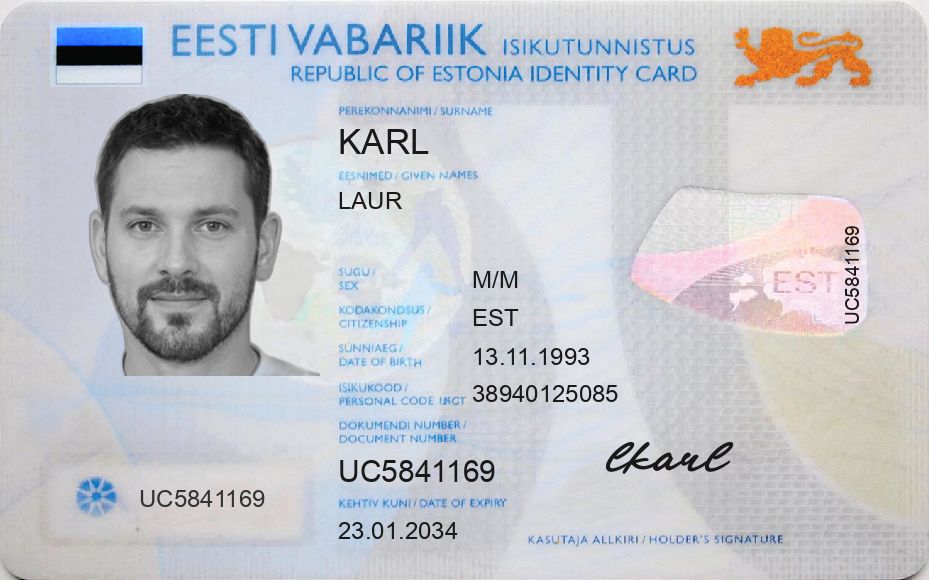 EESTI VABARIIK ISIKUTUNNISTUS
REPUBLIC OF ESTONIA IDENTITY CARD
PEREKONNANIMI / SURNAME
KARL
EESNIMED / GIVEN NAMES
LAUR
SUGU / SEX
M/M
KODAKONDSUS / CITIZENSHIP
EST
SÜNNIAEG / DATE OF BIRTH
13.11.1993
ISIKUKOOD / PERSONAL CODE
38940125085
DOKUMENDI NUMBER / DOCUMENT NUMBER
UC5841169
KEHTIV KUNI / DATE OF EXPIRY
23.01.2034
UC5841169
EST
UC5841169
lkarl
KASUTAJA ALLKIRI / HOLDER'S SIGNATURE